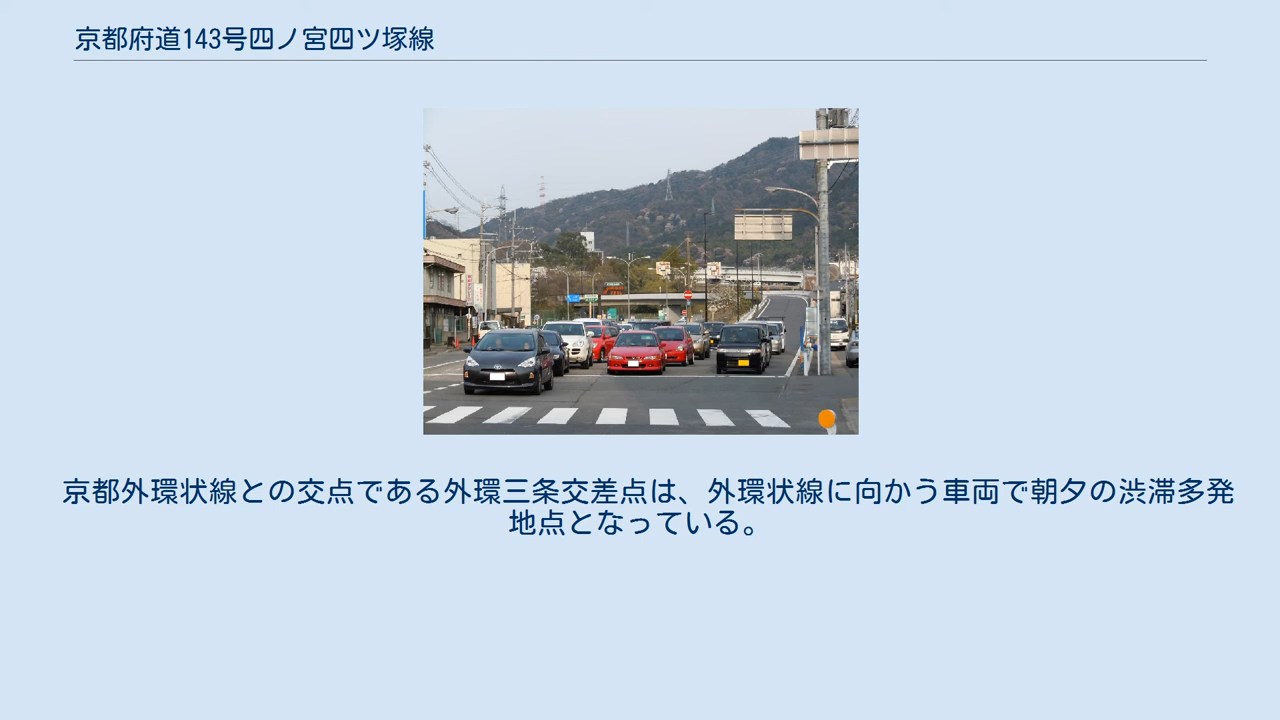 京都府道143号四ノ宮四ツ塚線
京都外環状線との交点である外環三条交差点は、外環状線に向かう車両で朝夕の渋滞多発
地点となっている。